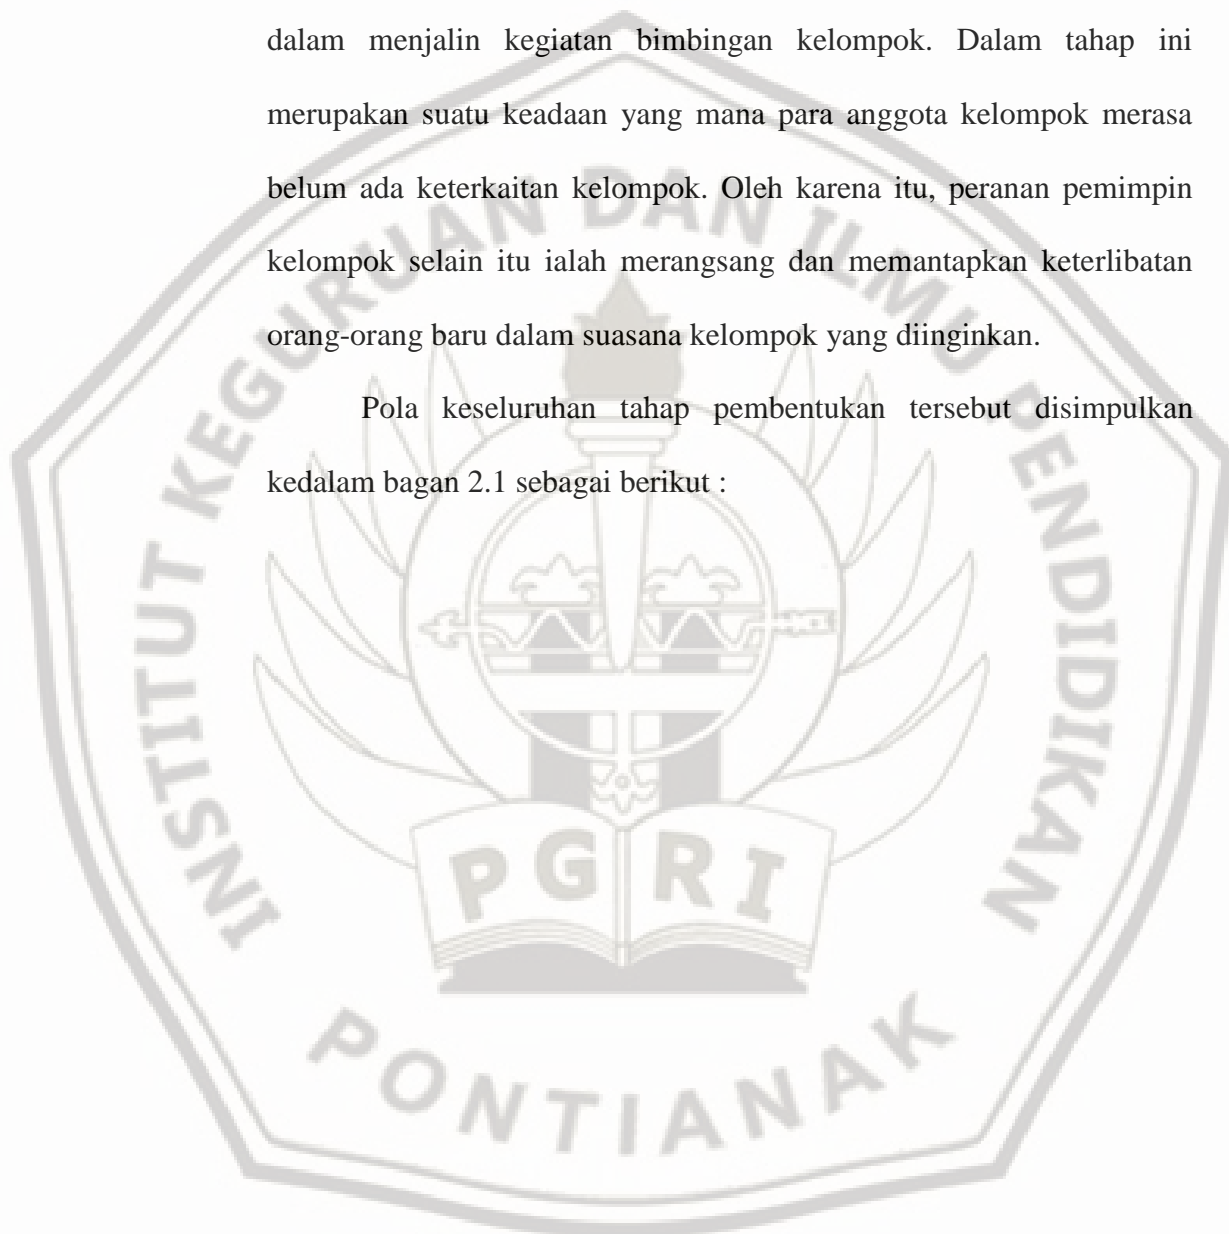 dalam menjalin kegiatan bimbingan kelompok. Dalam tahap ini
merupakan suatu keadaan yang mana para anggota kelompok merasa
belum ada keterkaitan kelompok. Oleh karena itu, peranan pemimpin
kelompok selain itu ialah merangsang dan memantapkan keterlibatan
orang-orang baru dalam suasana kelompok yang diinginkan.
Pola keseluruhan tahap pembentukan tersebut disimpulkan
kedalam bagan 2.1 sebagai berikut :
INSTITUT KEGURUAN DAN ILMU PENDIDIKAN
PGRI
PONTIANAK